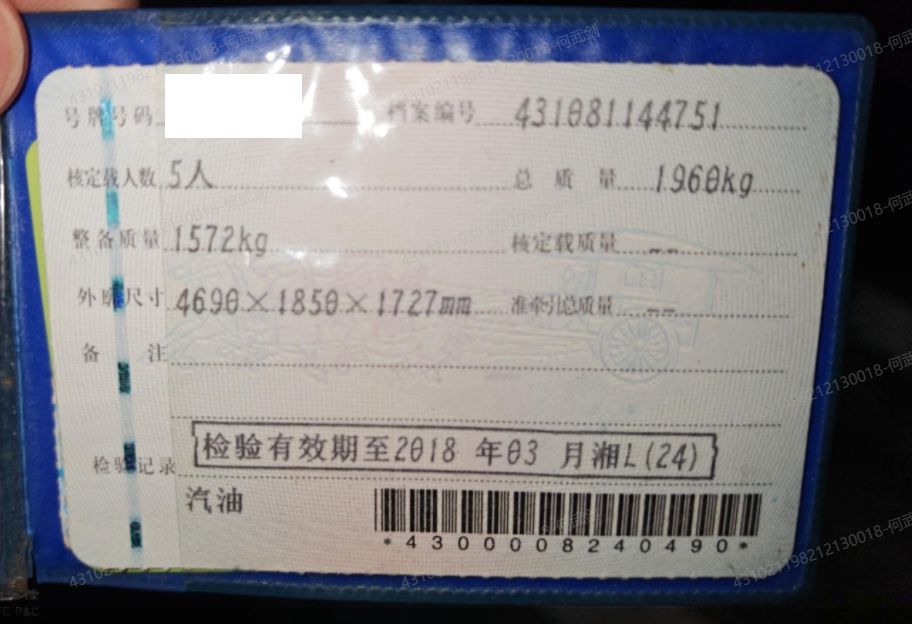 号牌号码 档案编号 431081144751
核定载人数 5人 总质量 1960kg
整备质量 1572kg 核定载质量 --
外廓尺寸 4690×1850×1727mm 准牵引总质量 --
备注
检验有效期至2018年03月湘L(24)
检验记录
汽油
*4300008240490*